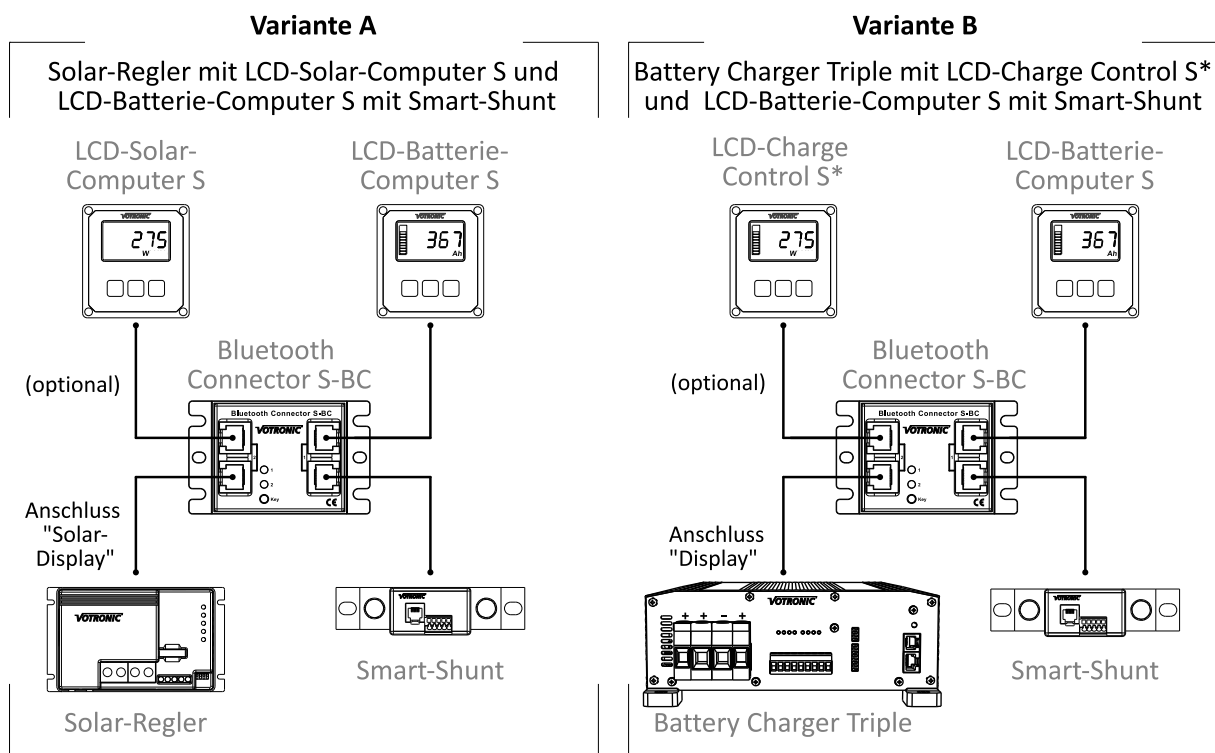 Variante A
Solar-Regler mit LCD-Solar-Computer S und
LCD-Batterie-Computer S mit Smart-Shunt
LCD-Solar-
Computer S
LCD-Batterie-
Computer S
VOTRONIC
275
W
VOTRONIC
367
Ah
(optional)
Bluetooth
Connector S-BC
Bluetooth Connector S-BC
VOTRONIC
2
1
1
2
Key
CE
Anschluss
"Solar-
Display"
VOTRONIC
Solar-Regler
Smart-Shunt
Variante B
Battery Charger Triple mit LCD-Charge Control S*
und LCD-Batterie-Computer S mit Smart-Shunt
LCD-Charge
Control S*
LCD-Batterie-
Computer S
VOTRONIC
275
W
VOTRONIC
367
Ah
(optional)
Bluetooth
Connector S-BC
Bluetooth Connector S-BC
VOTRONIC
2
1
1
2
Key
CE
Anschluss
"Display"
VOTRONIC
+ + − +
Battery Charger Triple
Smart-Shunt